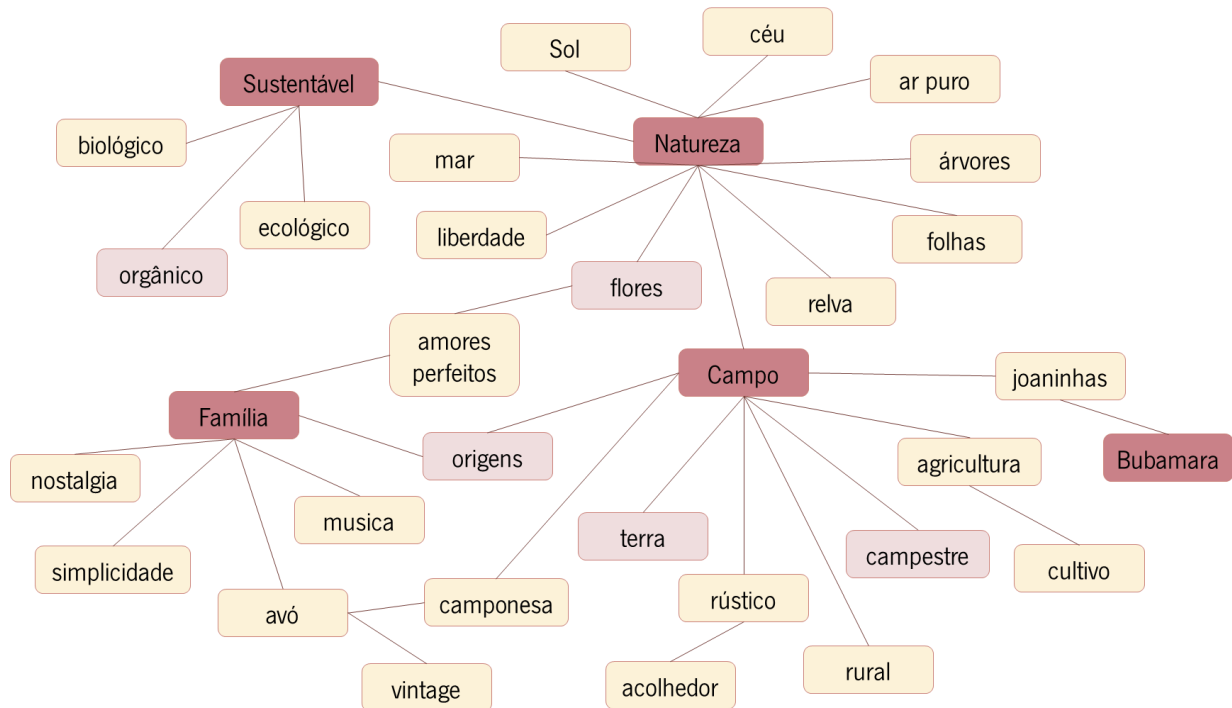 Sol
céu
Sustentável
ar puro
biológico
Natureza
mar
árvores
ecológico
liberdade
folhas
orgânico
flores
relva
amores
perfeitos
Campo
joaninhas
Família
nostalgia
origens
agricultura
Bubamara
musica
terra
campestre
simplicidade
cultivo
avó
camponesa
rústico
vintage
acolhedor
rural